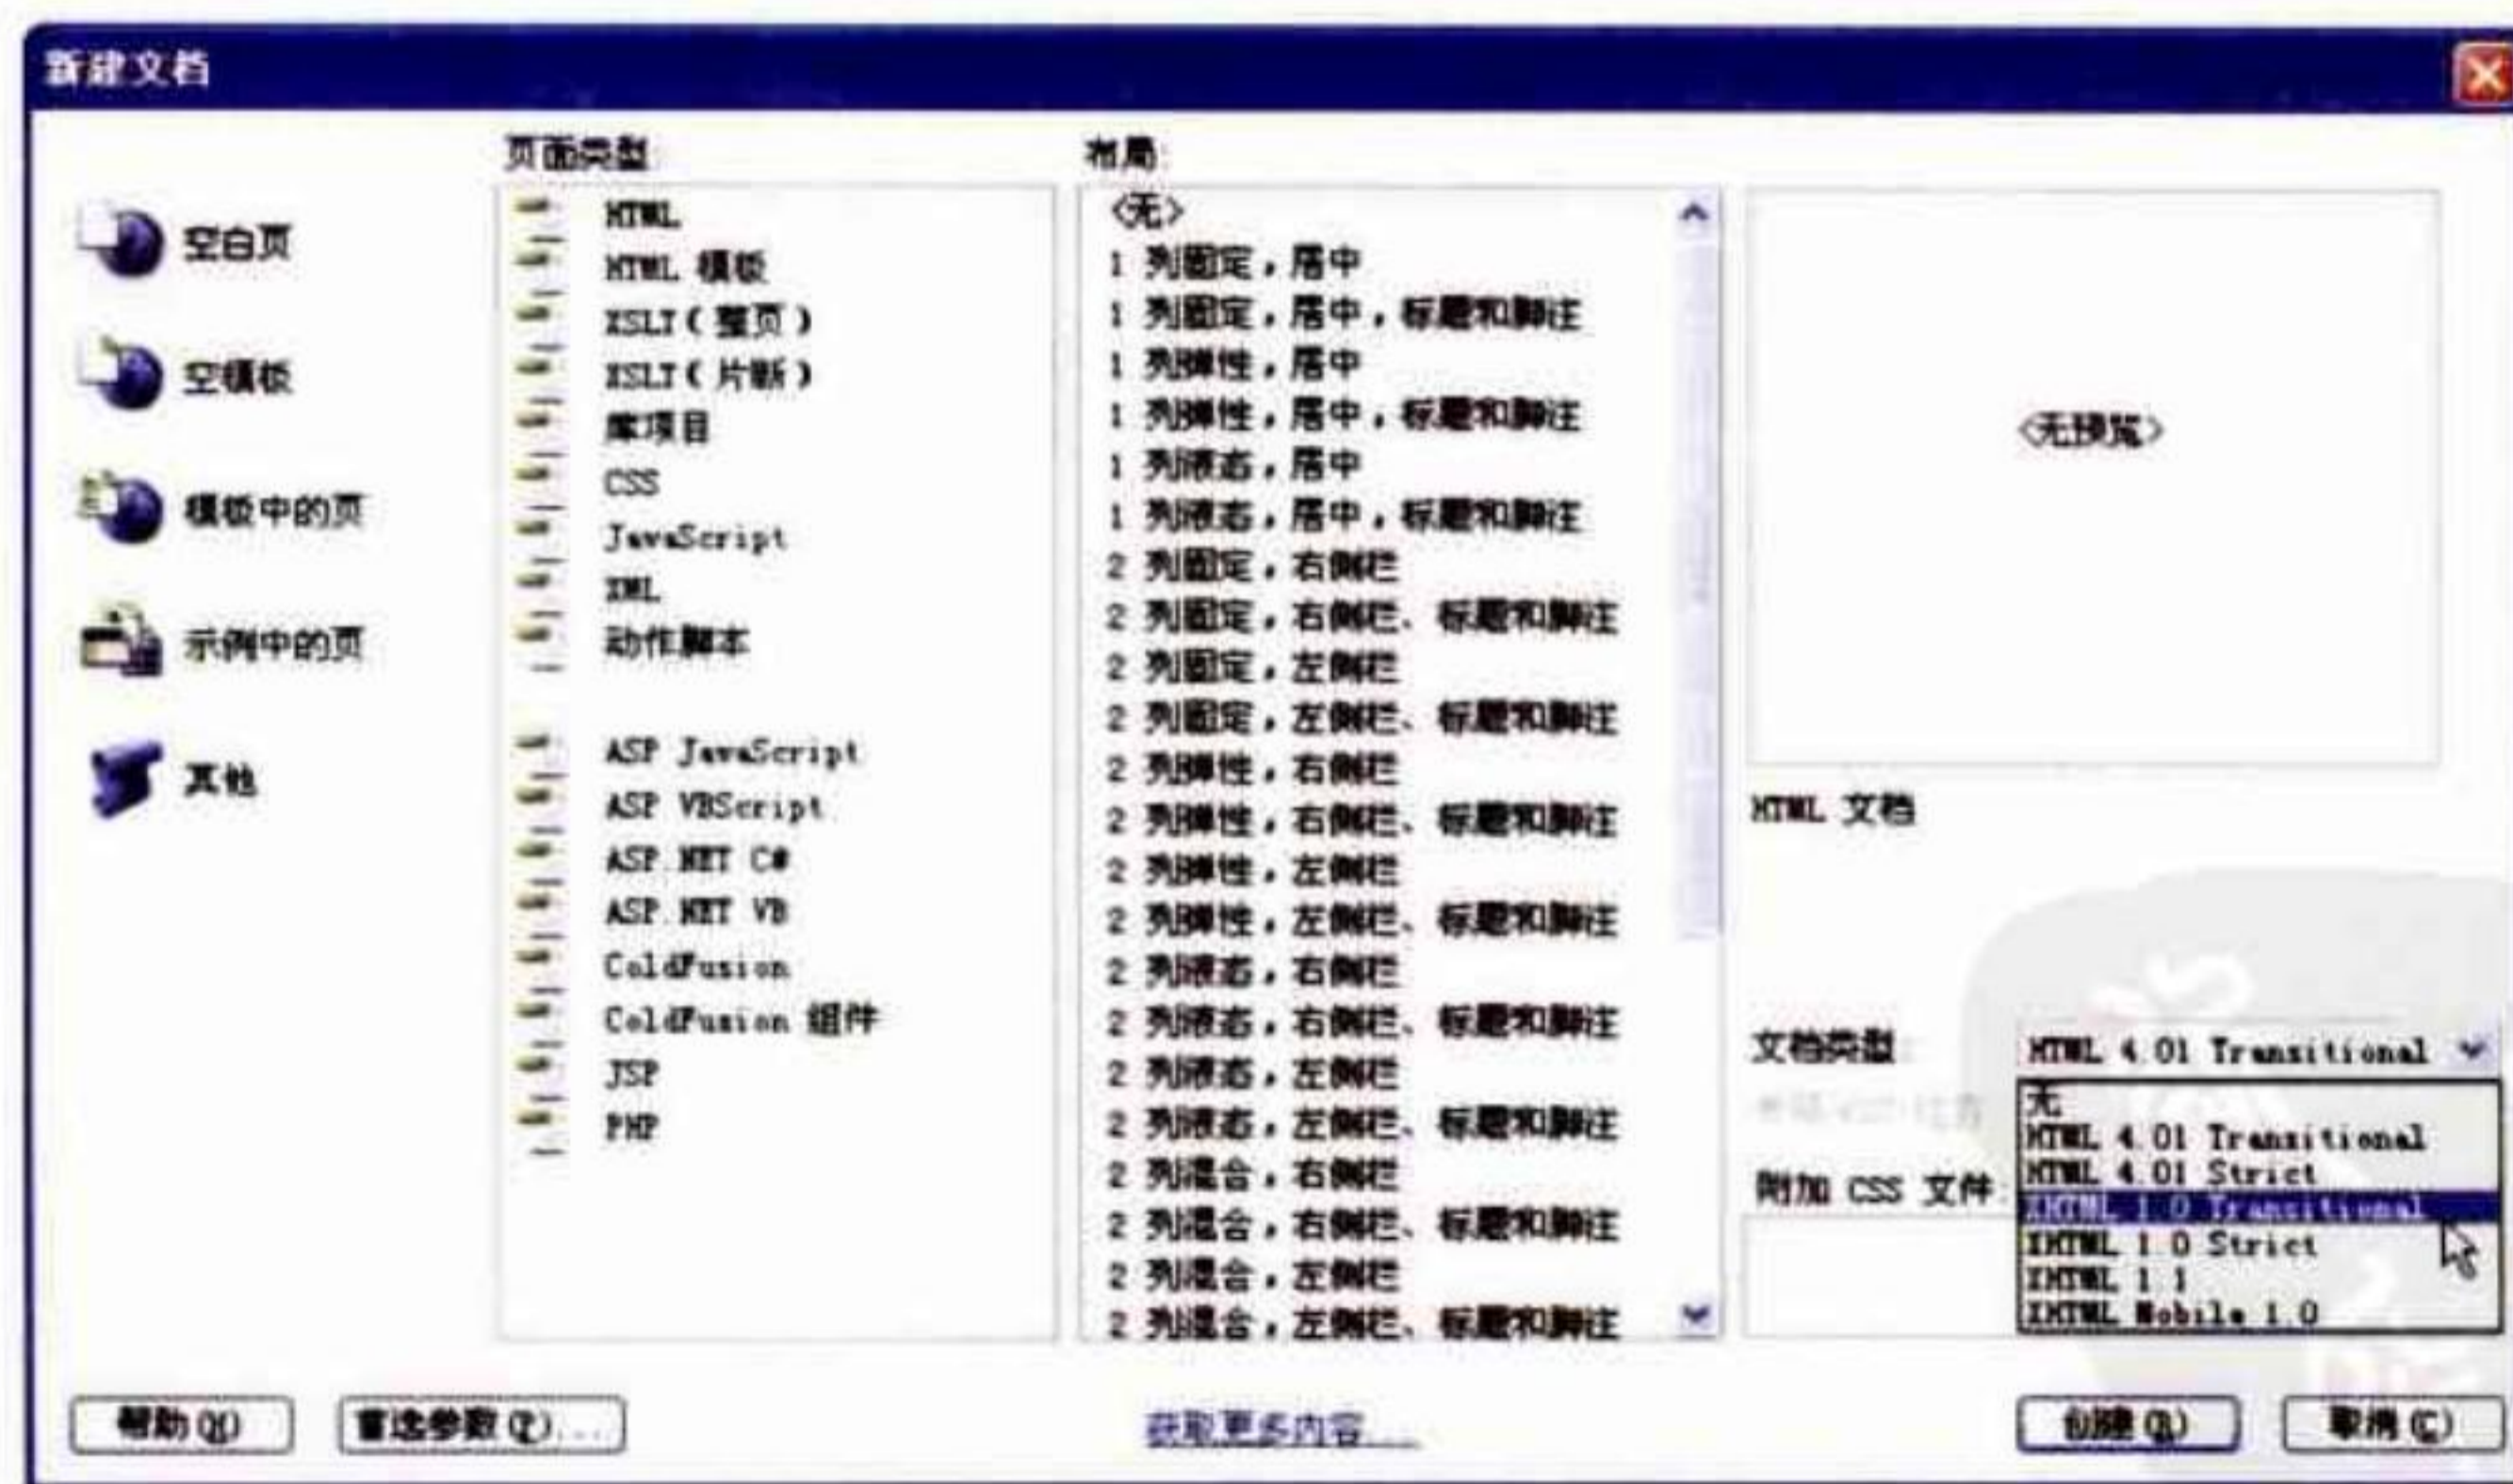 新建文档
空白页
空模板
模板中的页
示例中的页
其他
页面类型
HTML
HTML 模板
XSLT（整页）
XSLT（片断）
库项目
CSS
JavaScript
XML
动作脚本
ASP JavaScript
ASP VBScript
ASP.NET C#
ASP.NET VB
ColdFusion
ColdFusion 组件
JSP
PHP
布局:
<无>
1 列固定，居中
1 列固定，居中，标题和脚注
1 列弹性，居中
1 列弹性，居中，标题和脚注
1 列液态，居中
1 列液态，居中，标题和脚注
2 列固定，右侧栏
2 列固定，右侧栏、标题和脚注
2 列固定，左侧栏
2 列固定，左侧栏、标题和脚注
2 列弹性，右侧栏
2 列弹性，右侧栏、标题和脚注
2 列弹性，左侧栏
2 列弹性，左侧栏、标题和脚注
2 列液态，右侧栏
2 列液态，右侧栏、标题和脚注
2 列液态，左侧栏
2 列液态，左侧栏、标题和脚注
2 列混合，右侧栏
2 列混合，右侧栏、标题和脚注
2 列混合，左侧栏
2 列混合，左侧栏、标题和脚注
<无预览>
HTML 文档
文档类型: HTML 4.01 Transitional
无
HTML 4.01 Transitional
HTML 4.01 Strict
XHTML 1.0 Transitional
XHTML 1.0 Strict
XHTML 1.1
XHTML Mobile 1.0
附加 CSS 文件
帮助(H)
首选参数(P)...
获取更多内容...
创建(R)
取消(C)